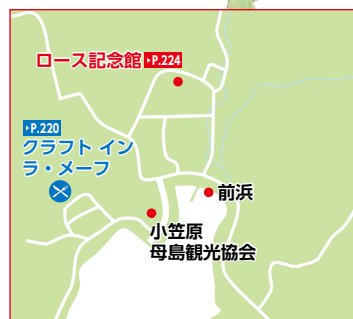 ロース記念館 ▸P.224
▸P.220
クラフト イン
ラ・メーフ
前浜
小笠原
母島観光協会